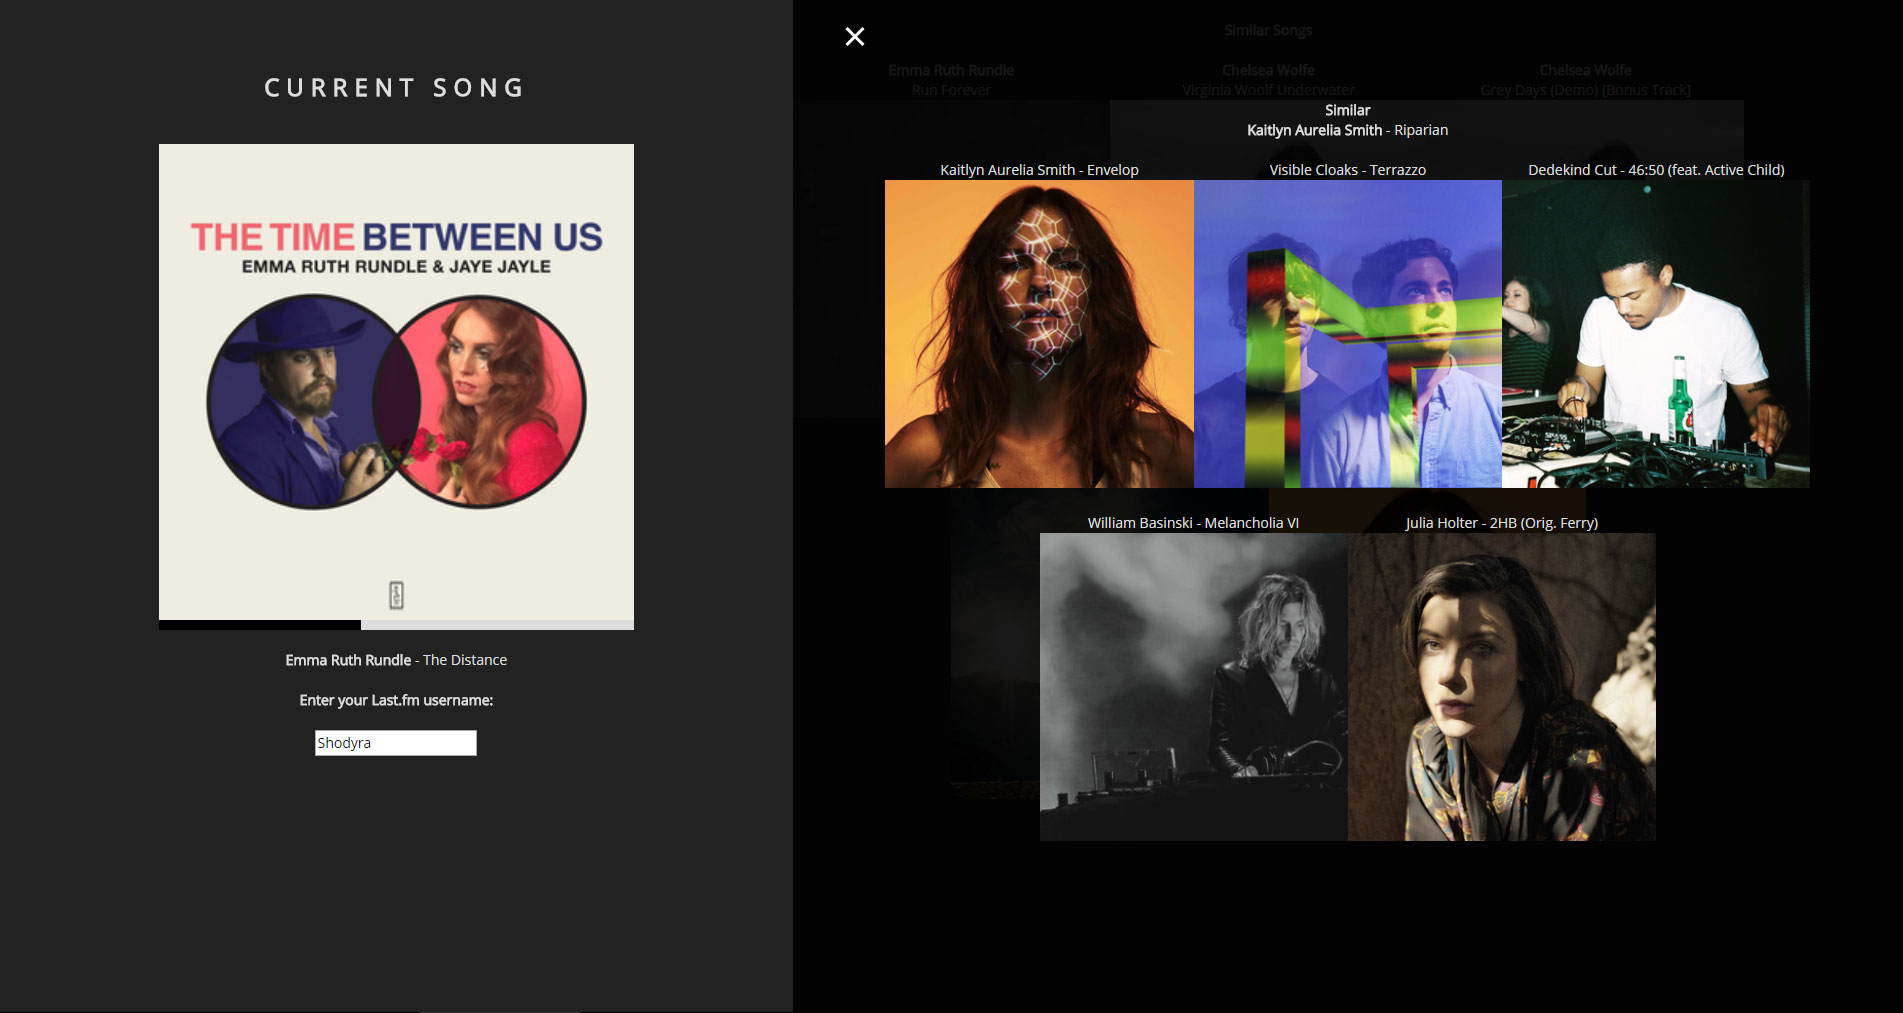 CURRENT SONG
THE TIME BETWEEN US
EMMA RUTH RUNDLE & JAYE JAYLE
Emma Ruth Rundle - The Distance
Enter your Last.fm username:
Shodyra
Similar Songs
Emma Ruth Rundle
Run Forever
Chelsea Wolfe
Virginia Woolf Underwater
Chelsea Wolfe
Grey Days (Demo) [Bonus Track]
Similar
Kaitlyn Aurelia Smith - Riparian
Kaitlyn Aurelia Smith - Envelop
Visible Cloaks - Terrazzo
Dedekind Cut - 46:50 (feat. Active Child)
William Basinski - Melancholia VI
Julia Holter - 2HB (Orig. Ferry)